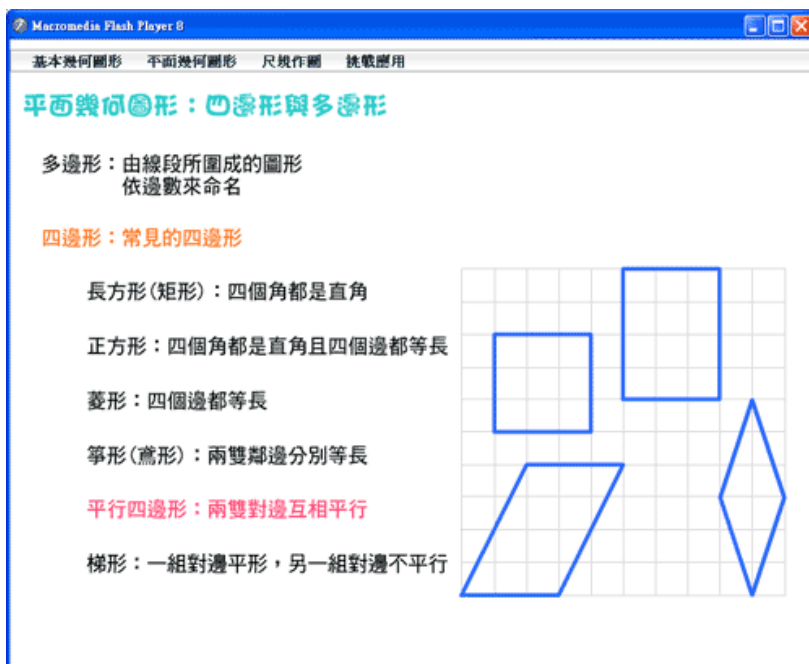 Macromedia Flash Player 8
基本幾何圖形 平面幾何圖形 尺規作圖 挑戰應用
平面幾何圖形：四邊形與多邊形
多邊形：由線段所圍成的圖形
依邊數來命名
四邊形：常見的四邊形
長方形(矩形)：四個角都是直角
正方形：四個角都是直角且四個邊都等長
菱形：四個邊都等長
箏形(鳶形)：兩雙鄰邊分別等長
平行四邊形：兩雙對邊互相平行
梯形：一組對邊平形，另一組對邊不平行